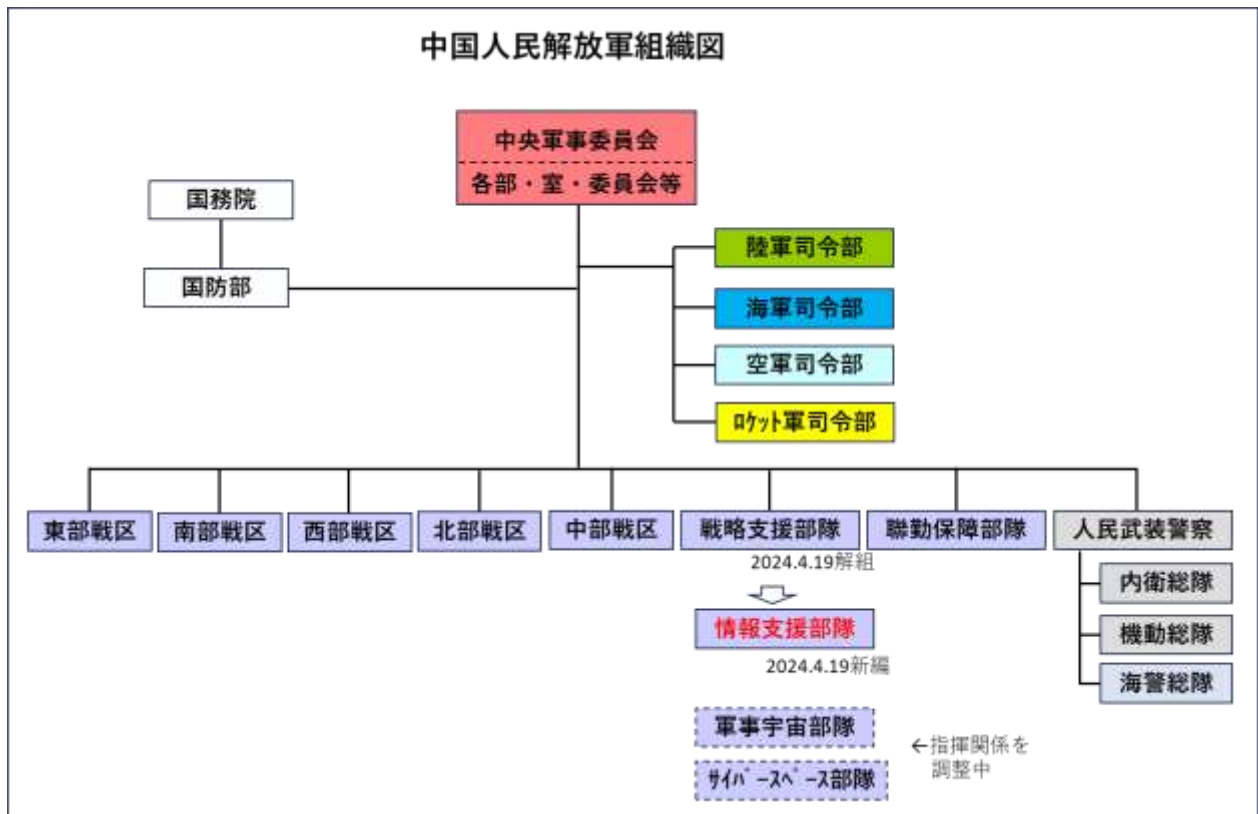 中国人民解放軍組織図
中央軍事委員会
各部・室・委員会等
国務院
国防部
陸軍司令部
海軍司令部
空軍司令部
ﾛｹｯﾄ軍司令部
東部戦区
南部戦区
西部戦区
北部戦区
中部戦区
戦略支援部隊
聯勤保障部隊
人民武装警察
2024.4.19解組
内衛総隊
情報支援部隊
機動総隊
2024.4.19新編
海警総隊
軍事宇宙部隊
←指揮関係を
調整中
ｻｲﾊﾞｰｽﾍﾟｰｽ部隊